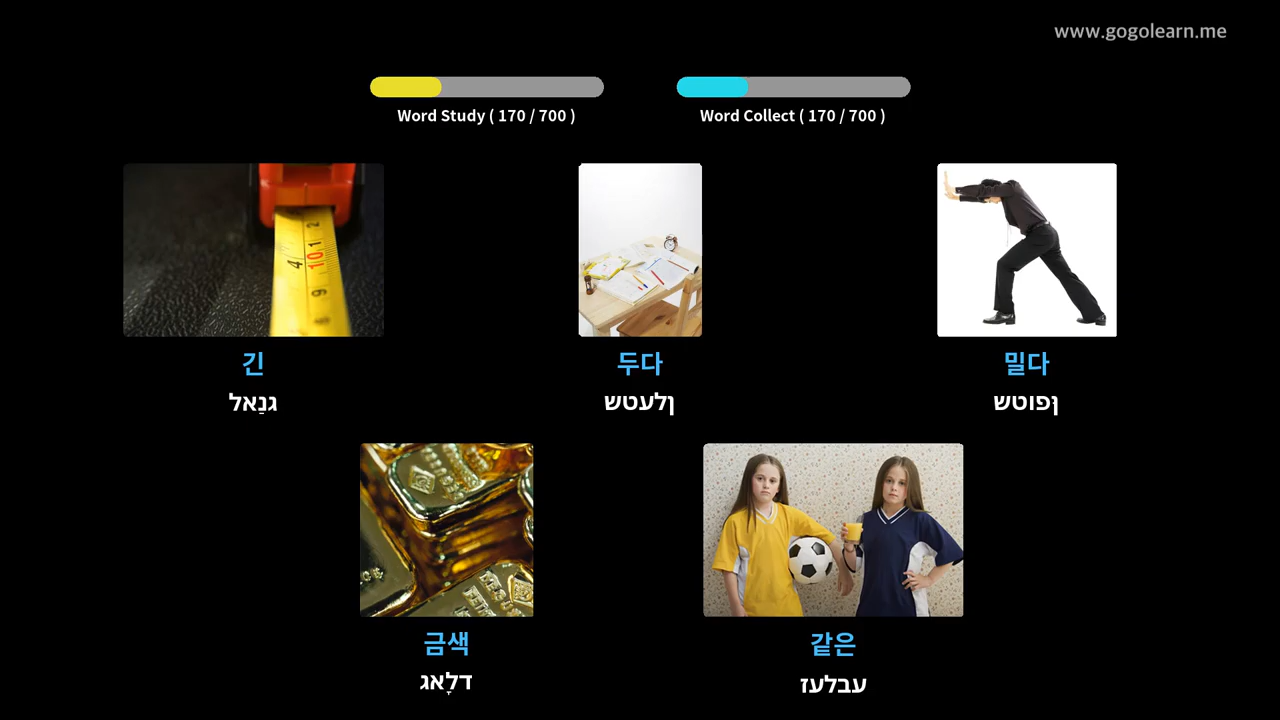 www.gogolearn.me
Word Study ( 170 / 700 )
Word Collect ( 170 / 700 )
긴
גנַאל
두다
ןלעטש
밀다
ןּפוטש
금색
דלָאג
같은
עבלעז